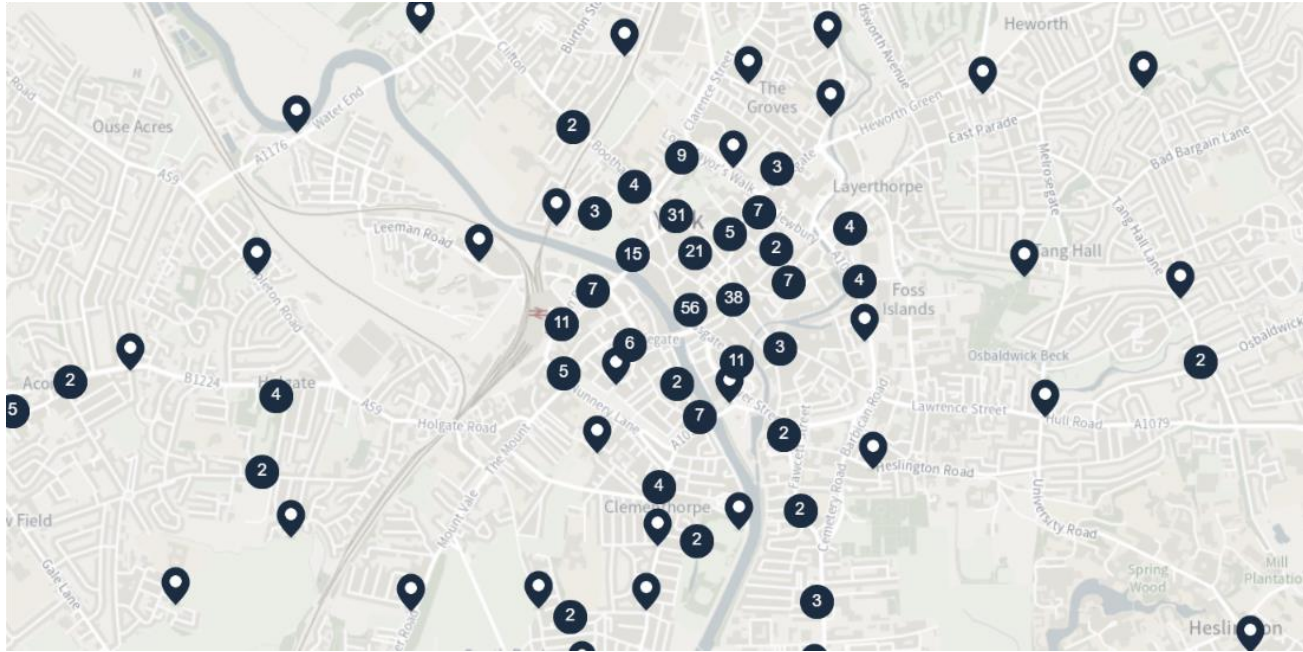 Heworth
Burton St
Clifton
Clarence Street
The
Groves
Heworth Green
East Parade
Water End
Ouse Acres
A1176
2
Bad Bargain Lane
Melrosegate
A59
9
3
Layerthorpe
4
3
31
7
Tang Hall Lane
Leeman Road
5
4
15
21
2
Tang Hall
7
7
4
Foss
Islands
56
38
11
6
3
11
Osbaldwick Beck
Osbaldwick
2
Holgate
B1224
2
5
2
4
5
A59
Nunnery Lane
7
Lawrence Street
Hull Road
A1079
Holgate Road
2
Fawcett Street
Barbican Road
The Mount
2
Heslington Road
4
Clementhorpe
2
Cemetery Road
University Road
Mount Vale
2
Gale Lane
Spring
Wood
Mill
Plantatio
3
2
Heslington